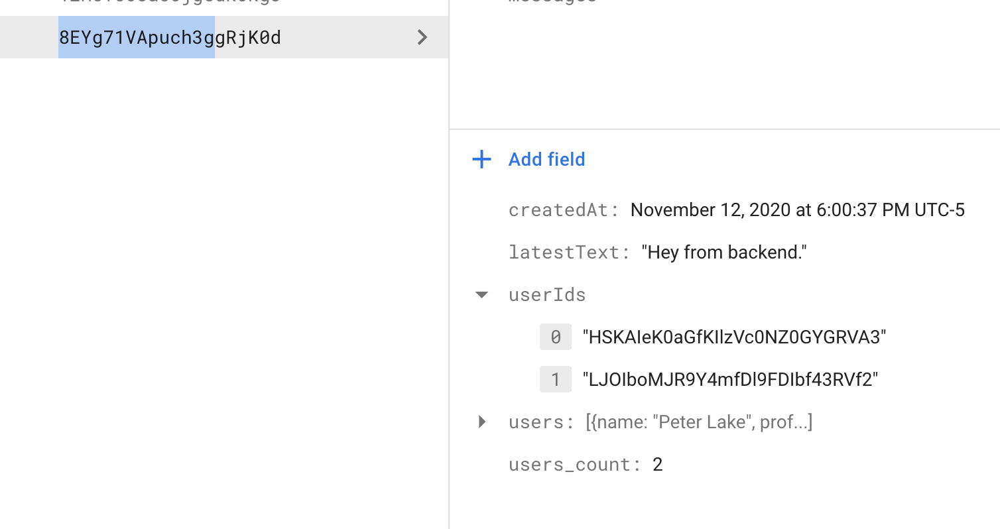 8EYg71VApuch3ggRjK0d
messages
Add field
createdAt: November 12, 2020 at 6:00:37 PM UTC-5
latestText: "Hey from backend."
userIds
0 "HSKAIeK0aGfKIlzVc0NZ0GYGRVA3"
1 "LJOIboMJR9Y4mfDl9FDIbf43RVf2"
users: [{name: "Peter Lake", prof...]
users_count: 2